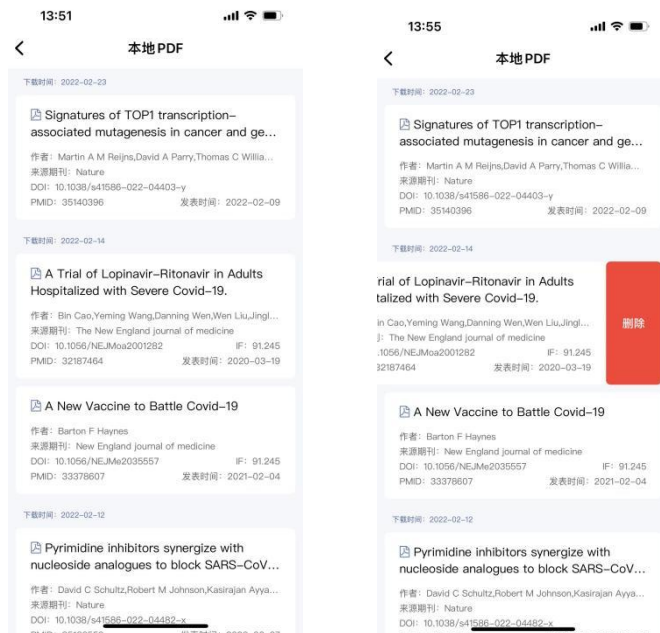 13:51
本地PDF
下载时间：2022-02-23
Signatures of TOP1 transcription-
associated mutagenesis in cancer and ge...
作者：Martin A M Reijns,David A Parry,Thomas C Willia...
来源期刊：Nature
DOI：10.1038/s41586-022-04403-y
PMID：35140396 发表时间：2022-02-09
下载时间：2022-02-14
A Trial of Lopinavir-Ritonavir in Adults
Hospitalized with Severe Covid-19.
作者：Bin Cao,Yeming Wang,Danning Wen,Wen Liu,Jingl...
来源期刊：The New England journal of medicine
DOI：10.1056/NEJMoa2001282 IF：91.245
PMID：32187464 发表时间：2020-03-19
A New Vaccine to Battle Covid-19
作者：Barton F Haynes
来源期刊：New England journal of medicine
DOI：10.1056/NEJMe2035557 IF：91.245
PMID：33378607 发表时间：2021-02-04
下载时间：2022-02-12
Pyrimidine inhibitors synergize with
nucleoside analogues to block SARS-CoV...
作者：David C Schultz,Robert M Johnson,Kasirajan Ayya...
来源期刊：Nature
DOI：10.1038/s41586-022-04482-x
13:55
本地PDF
下载时间：2022-02-23
Signatures of TOP1 transcription-
associated mutagenesis in cancer and ge...
作者：Martin A M Reijns,David A Parry,Thomas C Willia...
来源期刊：Nature
DOI：10.1038/s41586-022-04403-y
PMID：35140396 发表时间：2022-02-09
下载时间：2022-02-14
rial of Lopinavir-Ritonavir in Adults
talized with Severe Covid-19.
in Cao,Yeming Wang,Danning Wen,Wen Liu,Jingl...
：The New England journal of medicine
.1056/NEJMoa2001282 IF：91.245
32187464 发表时间：2020-03-19
删除
A New Vaccine to Battle Covid-19
作者：Barton F Haynes
来源期刊：New England journal of medicine
DOI：10.1056/NEJMe2035557 IF：91.245
PMID：33378607 发表时间：2021-02-04
下载时间：2022-02-12
Pyrimidine inhibitors synergize with
nucleoside analogues to block SARS-CoV...
作者：David C Schultz,Robert M Johnson,Kasirajan Ayya...
来源期刊：Nature
DOI：10.1038/s41586-022-04482-x